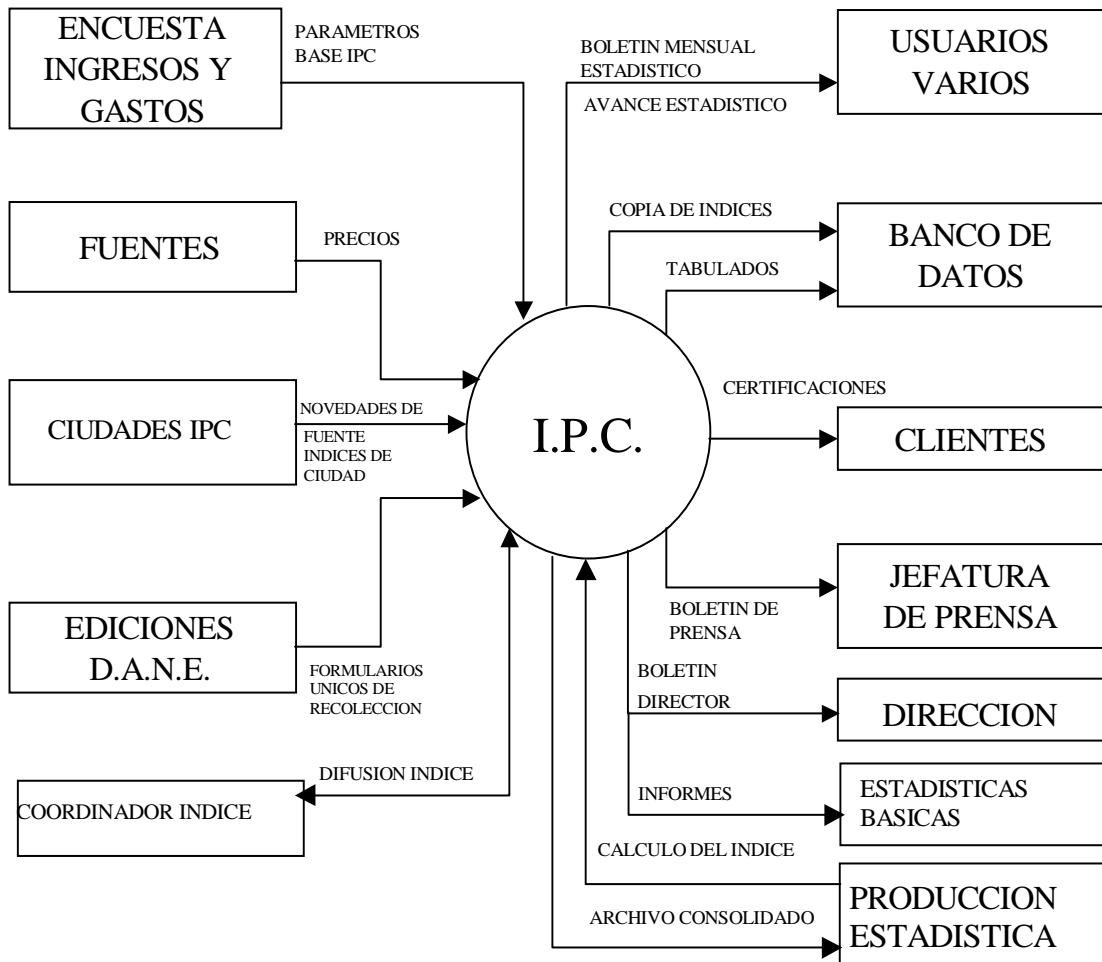 ENCUESTA
INGRESOS Y
GASTOS
PARAMETROS
BASE IPC
BOLETIN MENSUAL
ESTADISTICO
AVANCE ESTADISTICO
USUARIOS
VARIOS
FUENTES
PRECIOS
COPIA DE INDICES
TABULADOS
BANCO DE
DATOS
CIUDADES IPC
NOVEDADES DE
FUENTE
INDICES DE
CIUDAD
I.P.C.
CERTIFICACIONES
CLIENTES
EDICIONES
D.A.N.E.
FORMULARIOS
UNICOS DE
RECOLECCION
BOLETIN DE
PRENSA
JEFATURA
DE PRENSA
BOLETIN
DIRECTOR
DIRECCION
COORDINADOR INDICE
DIFUSION INDICE
INFORMES
ESTADISTICAS
BASICAS
CALCULO DEL INDICE
ARCHIVO CONSOLIDADO
PRODUCCION
ESTADISTICA